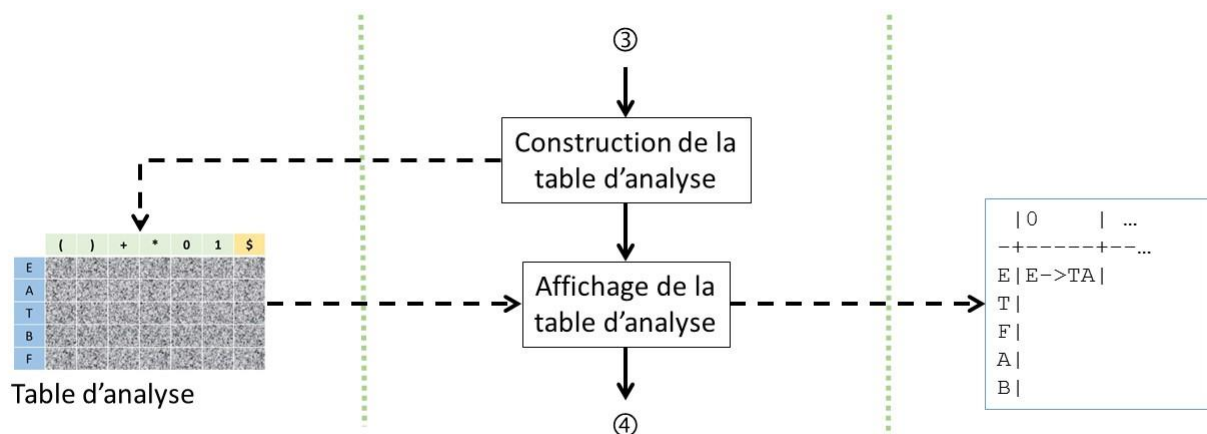 ③
Construction de la
table d'analyse
( ) + * 0 1 $
E
A
T
B
F
Table d'analyse
Affichage de la
table d'analyse
④
|0     | …
-+-----+--…
E|E->TA|
T|
F|
A|
B|